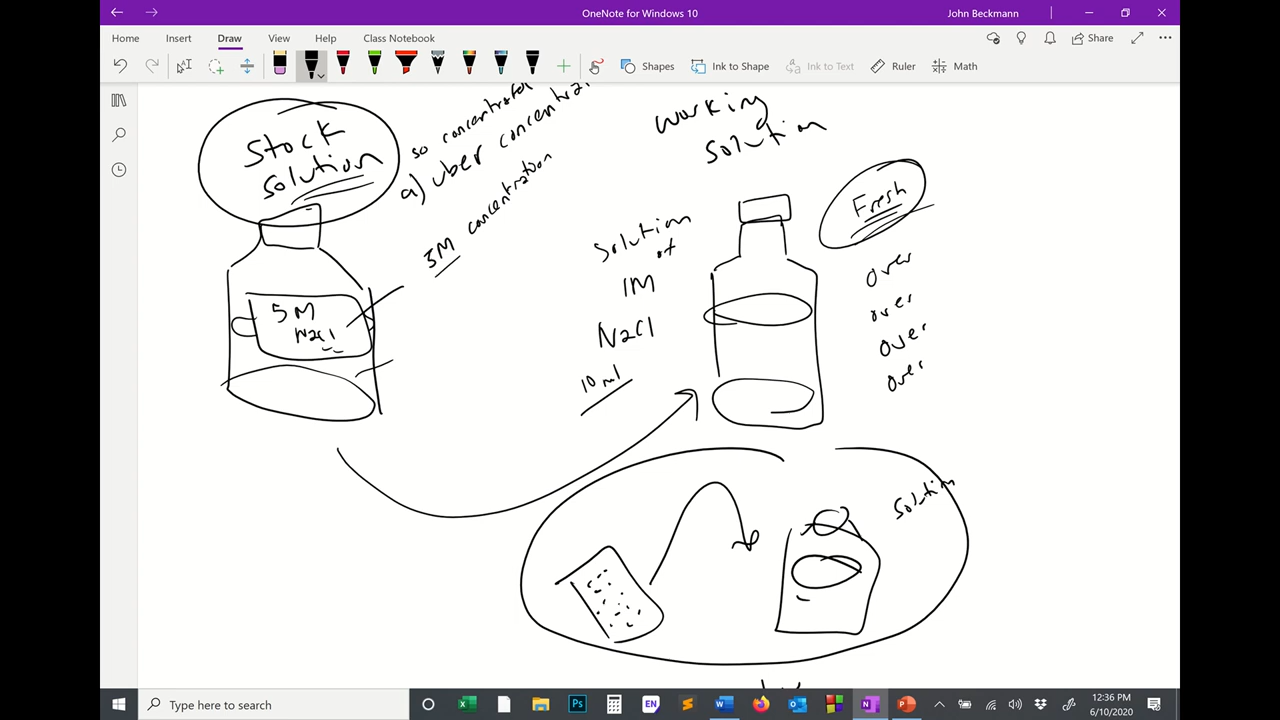 OneNote for Windows 10
John Beckmann
Home
Insert
Draw
View
Help
Class Notebook
Share
Shapes
Ink to Shape
Ink to Text
Ruler
Math
Stock
Solution
so concentrated
a) uber concentra
5M concentration
5M
NaCl
Working
Solution
Fresh
Solution
of
1M
NaCl
10 ml
over
over
over
over
Solution
Type here to search
EN
12:36 PM
6/10/2020